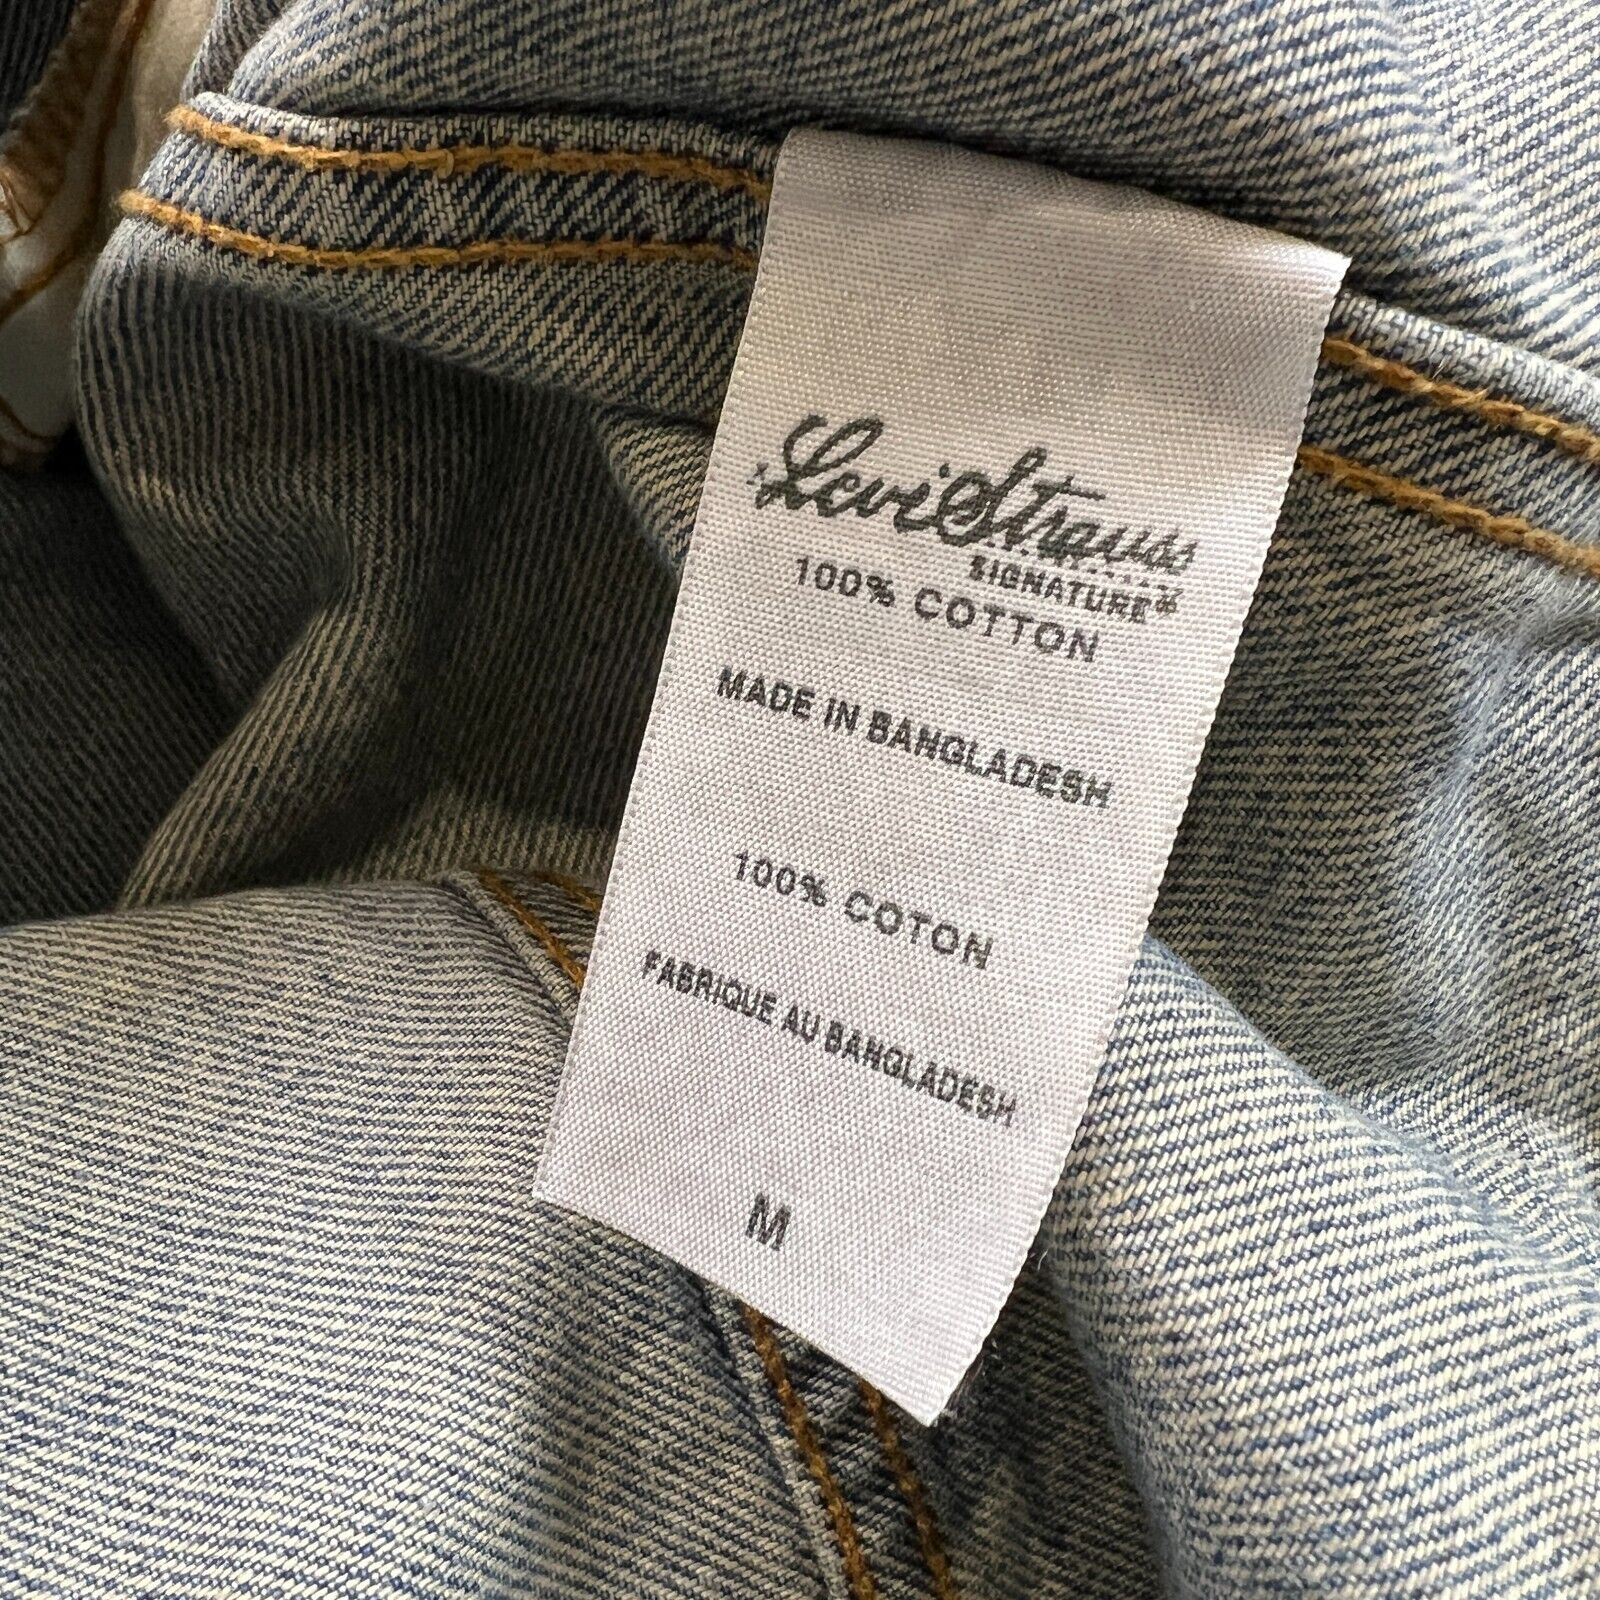 Levi Strauss
SIGNATURE
100% COTTON
MADE IN BANGLADESH
100% COTON
FABRIQUE AU BANGLADESH
M